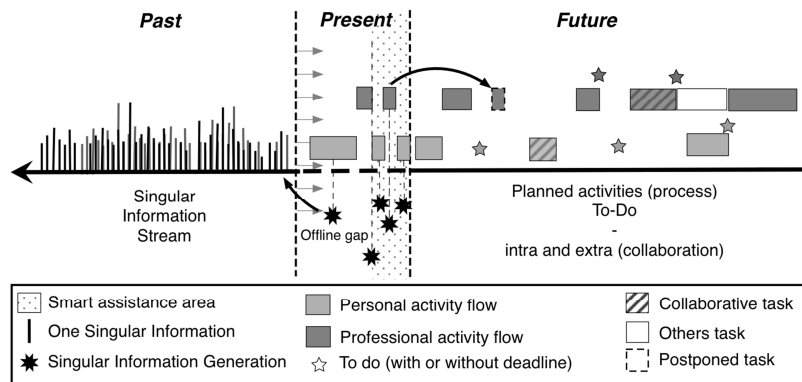 Past
Present
Future
Singular
Information
Stream
Offline gap
Planned activities (process)
To-Do
-
intra and extra (collaboration)
Smart assistance area
One Singular Information
Singular Information Generation
Personal activity flow
Professional activity flow
To do (with or without deadline)
Collaborative task
Others task
Postponed task